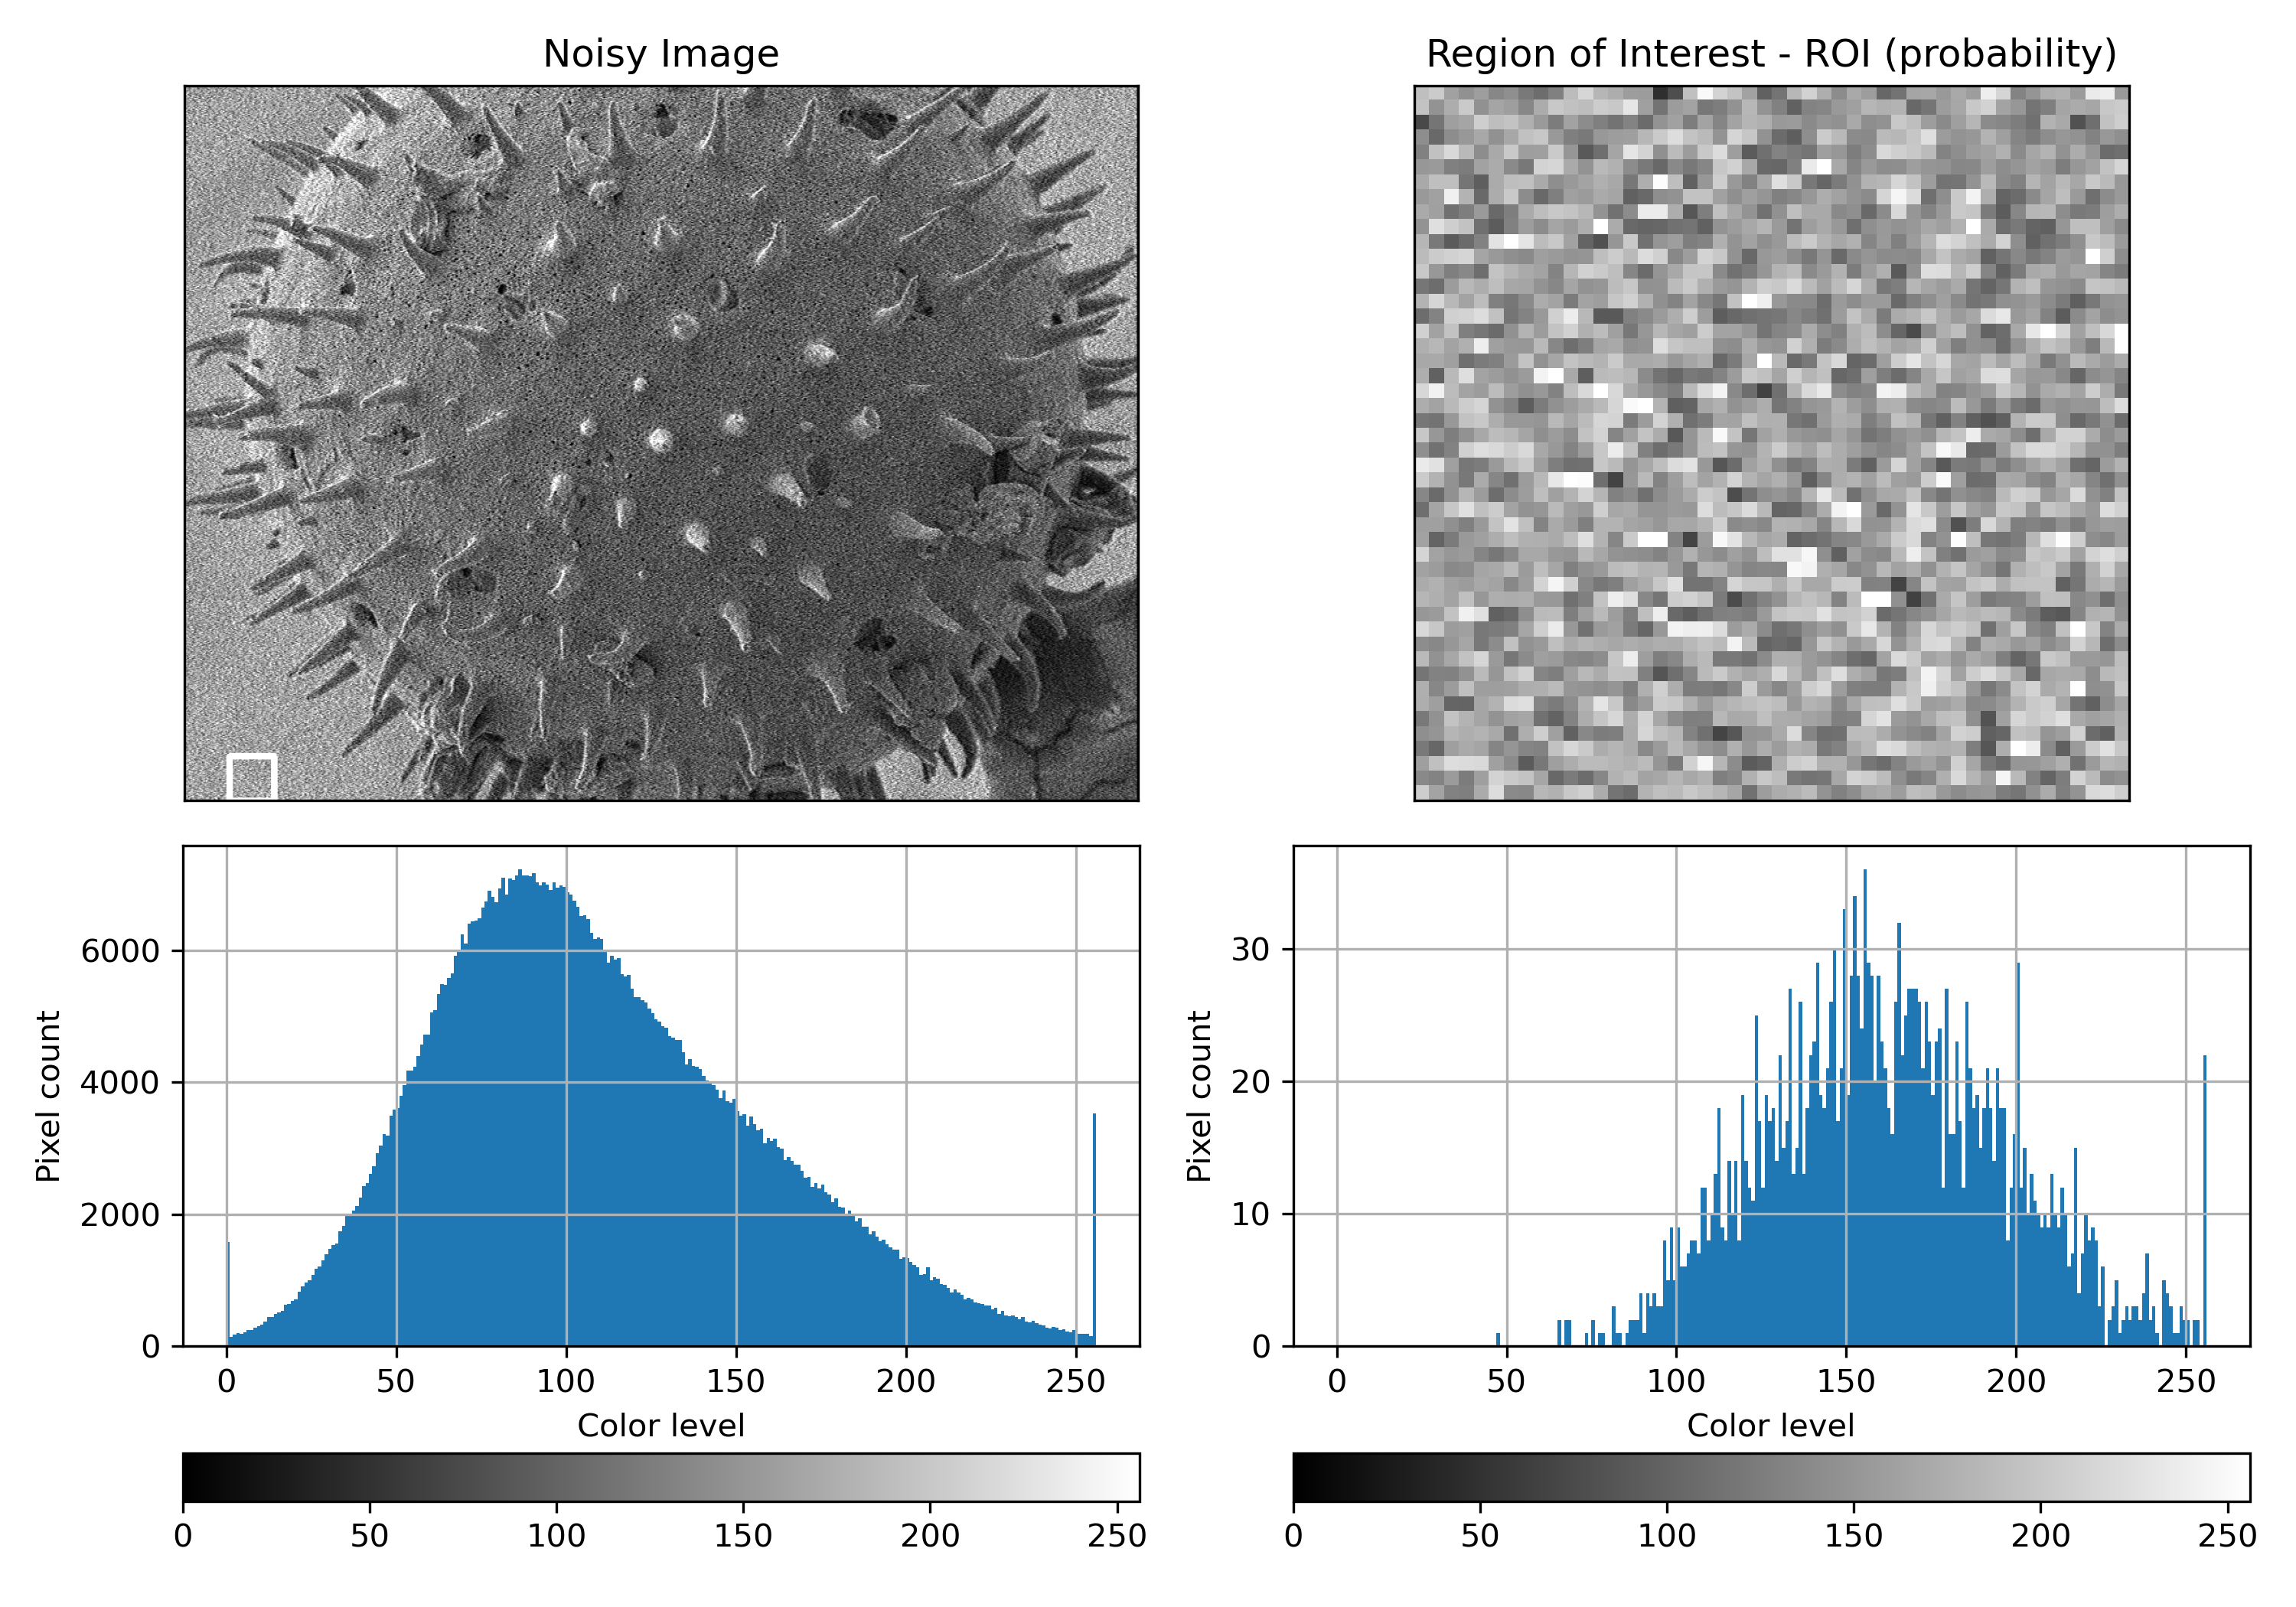 Noisy Image
Region of Interest - ROI (probability)
6000
4000
2000
0
Pixel count
0 50 100 150 200 250
Color level
0 50 100 150 200 250
30
20
10
0
Pixel count
0 50 100 150 200 250
Color level
0 50 100 150 200 250